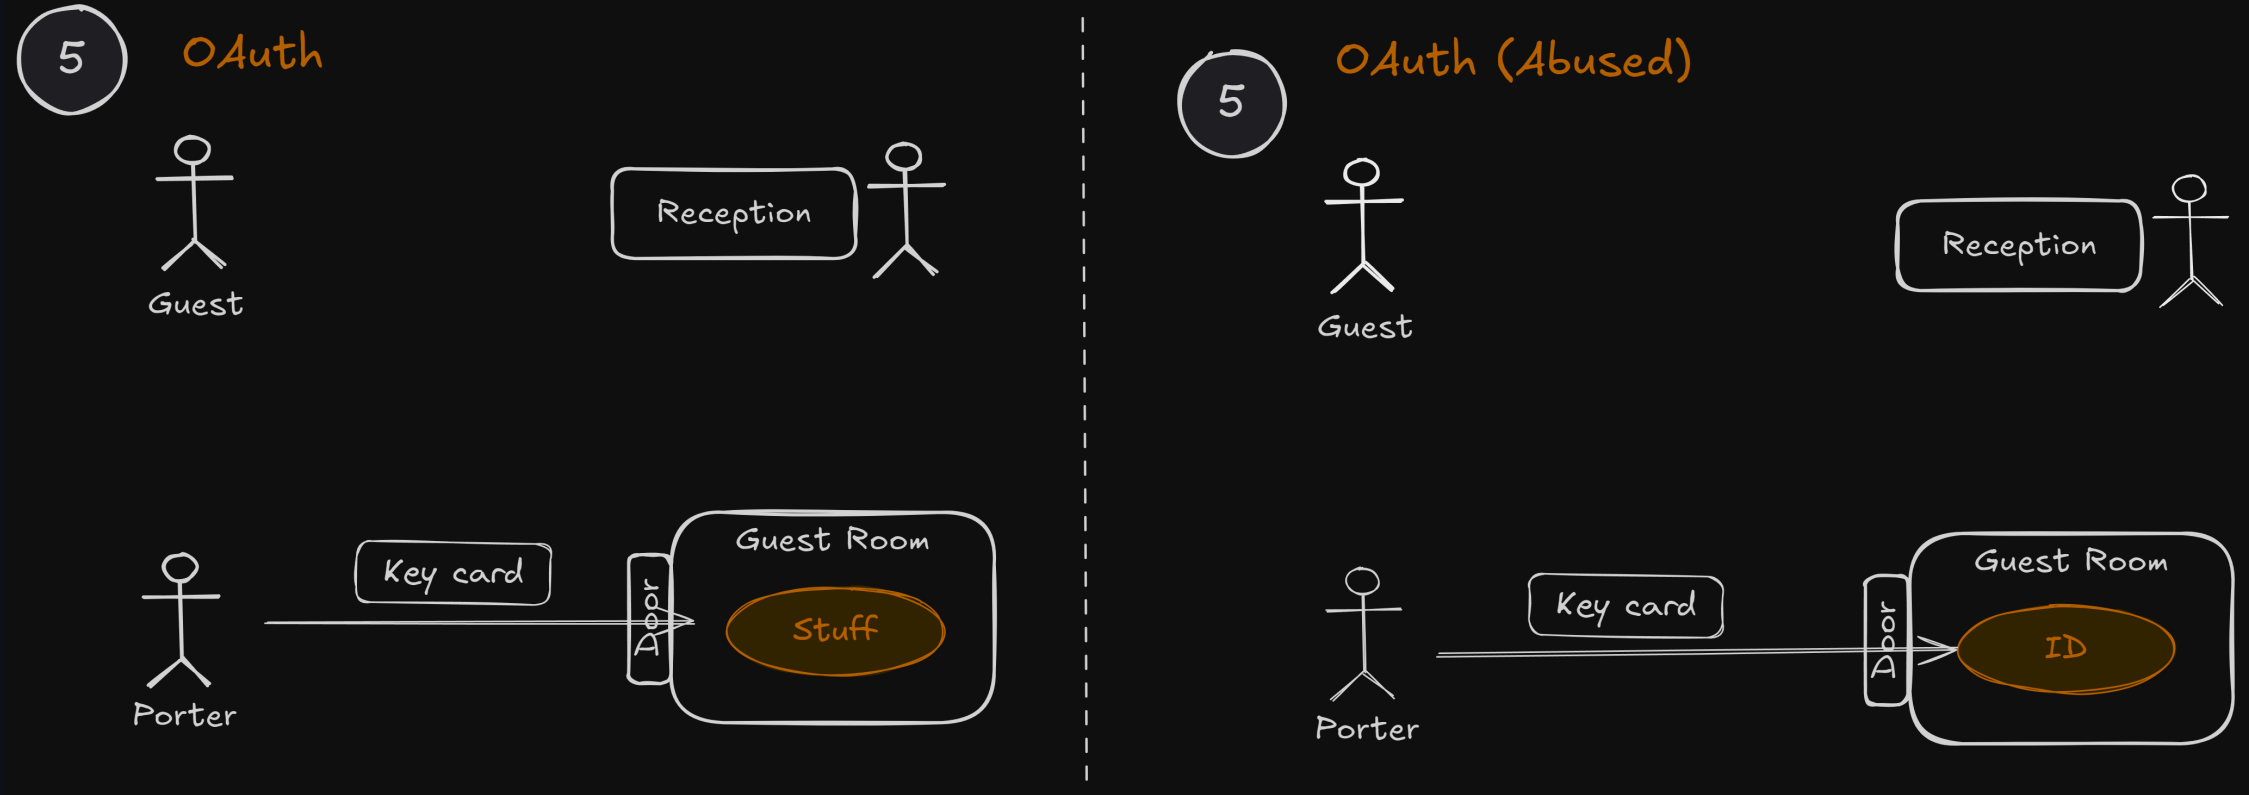 5
OAuth
Guest
Reception
Porter
Key card
Door
Guest Room
Stuff
5
OAuth (Abused)
Guest
Reception
Porter
Key card
Door
Guest Room
ID